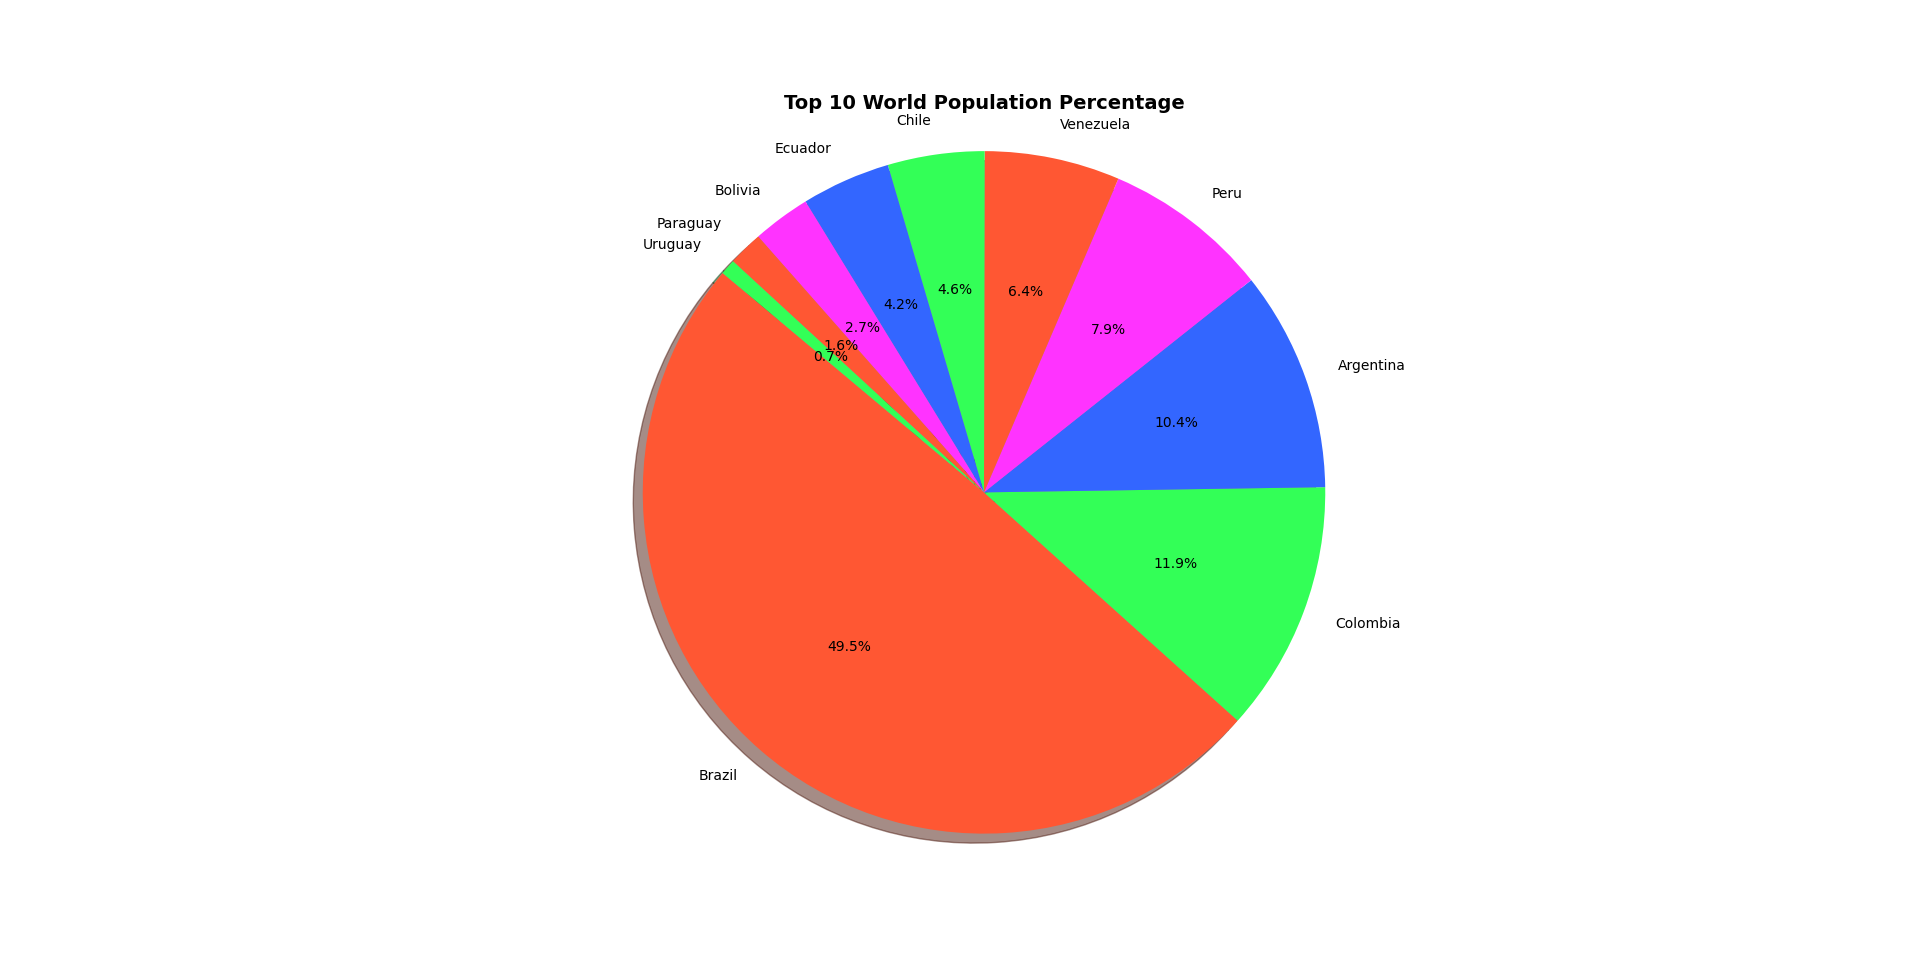 Top 10 World Population Percentage
Chile
Venezuela
Ecuador
Bolivia
Peru
Paraguay
Uruguay
4.6%
6.4%
4.2%
2.7%
7.9%
1.6%
0.7%
Argentina
10.4%
11.9%
Colombia
49.5%
Brazil